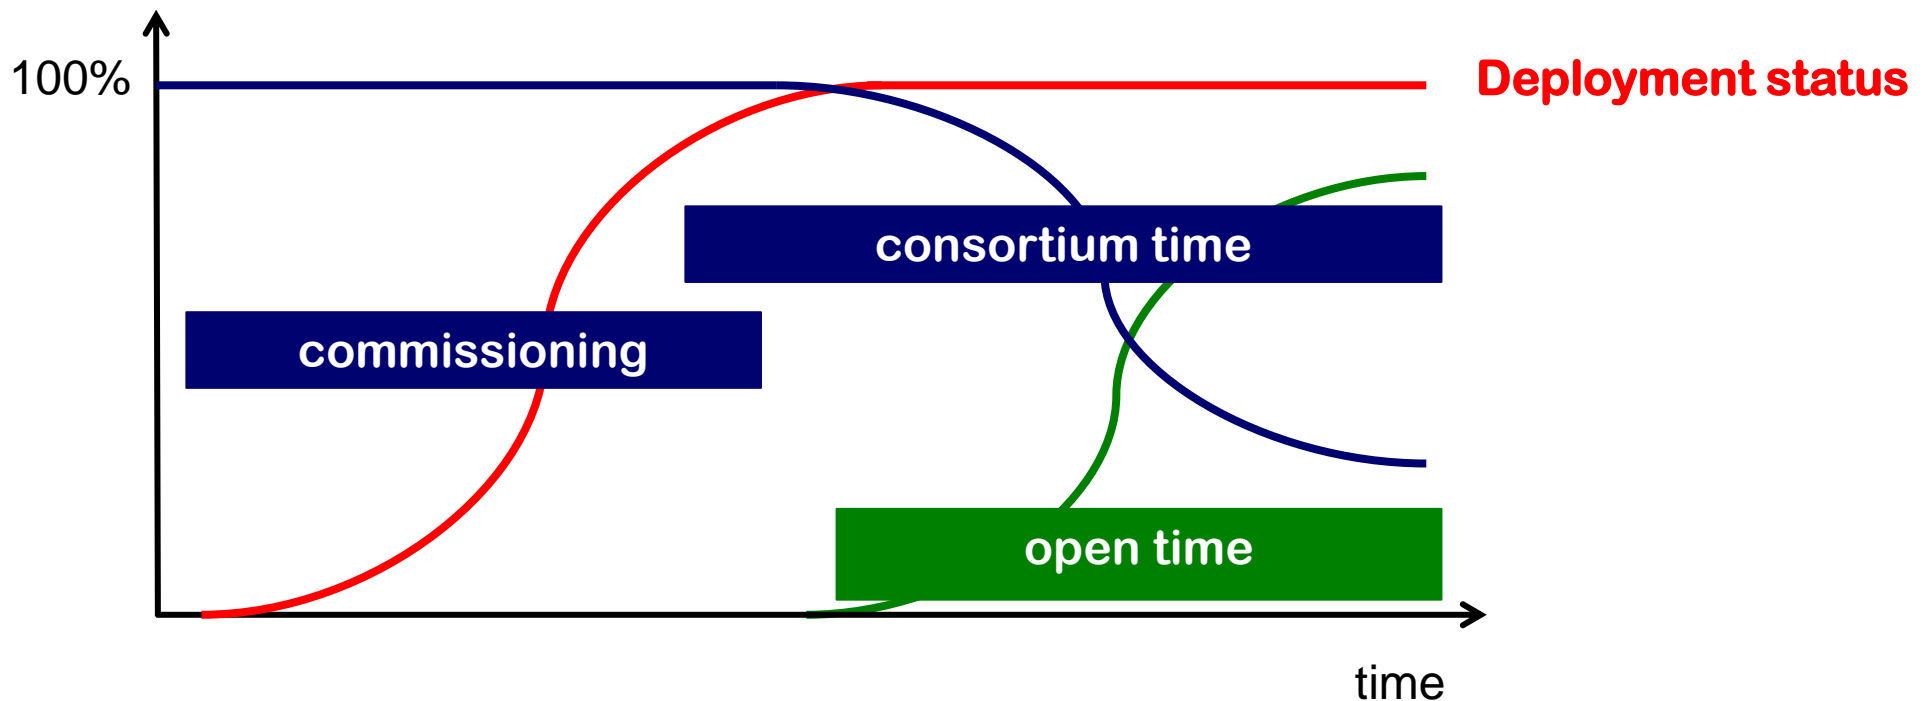 100%
Deployment status
consortium time
commissioning
open time
time